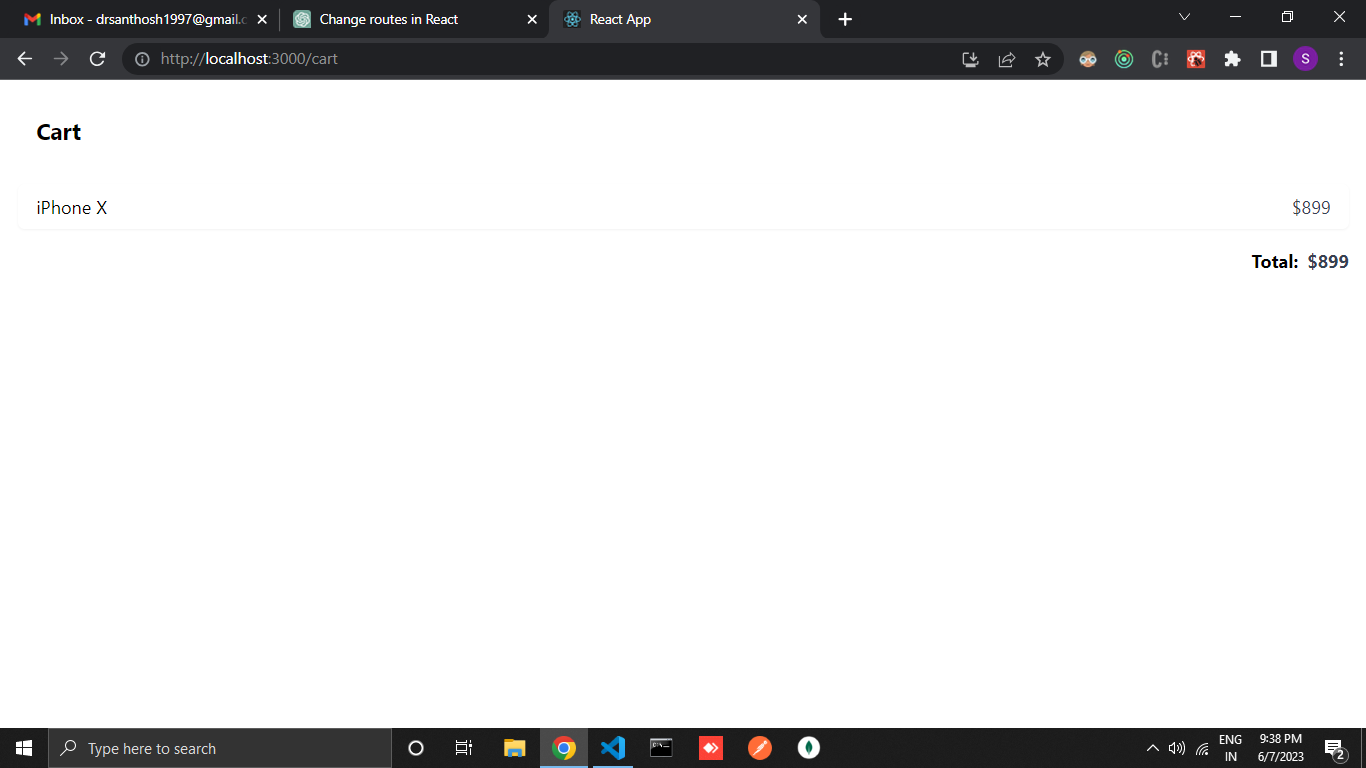 Inbox - drsanthosh1997@gmail.c
Change routes in React
React App
http://localhost:3000/cart
S
Cart
iPhone X
$899
Total: $899
Type here to search
ENG
IN
9:38 PM
6/7/2023
2